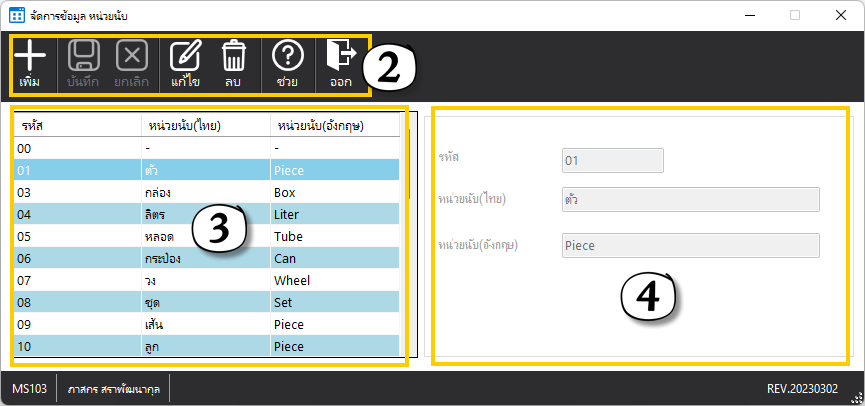 จัดการข้อมูล หน่วยนับ
เพิ่ม บันทึก ยกเลิก แก้ไข ลบ ช่วย ออก
2
รหัส หน่วยนับ(ไทย) หน่วยนับ(อังกฤษ)
00 - -
01 ตัว Piece
03 กล่อง Box
04 ลิตร Liter
05 หลอด Tube
06 กระป๋อง Can
07 วง Wheel
08 ชุด Set
09 เส้น Piece
10 ลูก Piece
3
รหัส 01
หน่วยนับ(ไทย) ตัว
หน่วยนับ(อังกฤษ) Piece
4
MS103 ภาสกร สราพัฒนากุล REV.20230302